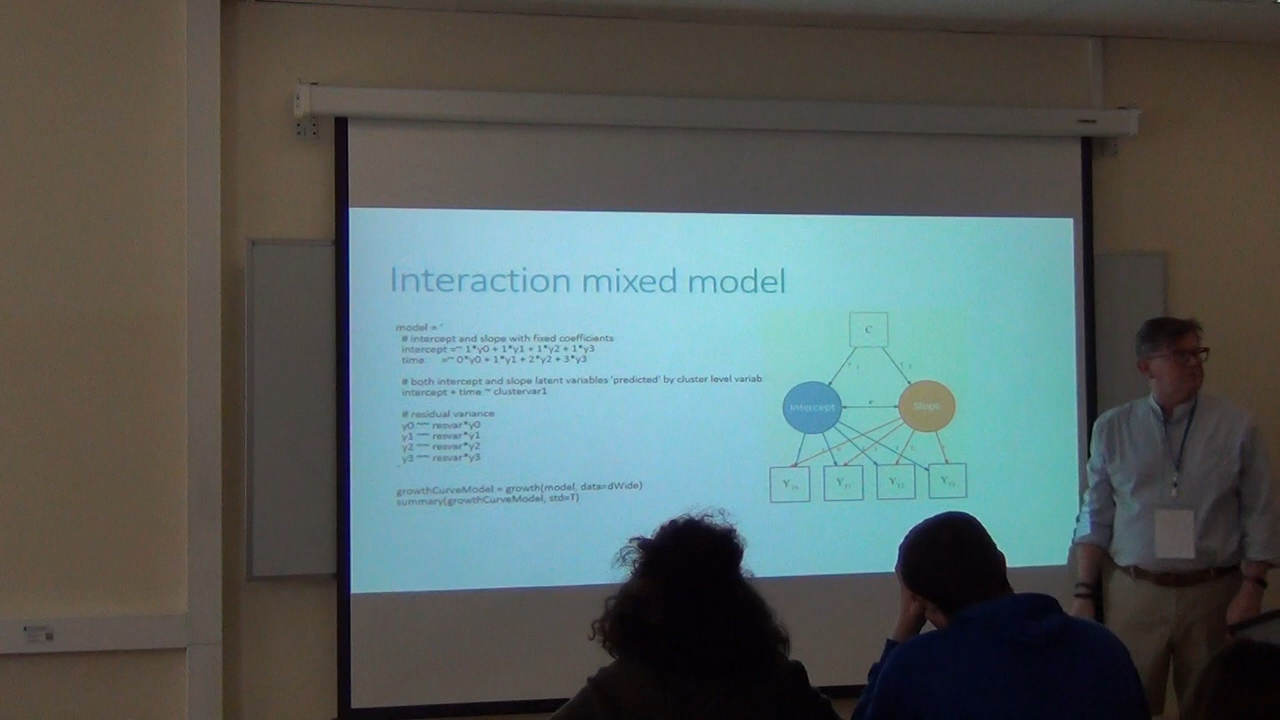 Interaction mixed model
model = '
# intercept and slope with fixed coefficients
intercept =~ 1*y0 + 1*y1 + 1*y2 + 1*y3
time =~ 0*y0 + 1*y1 + 2*y2 + 3*y3
# both intercept and slope latent variables 'predicted' by cluster level variab
intercept + time ~ clustervar1
# residual variance
y0 ~~ resvar*y0
y1 ~~ resvar*y1
y2 ~~ resvar*y2
y3 ~~ resvar*y3
'
growthCurveModel = growth(model, data=dWide)
summary(growthCurveModel, std=T)
C
Intercept
Slope